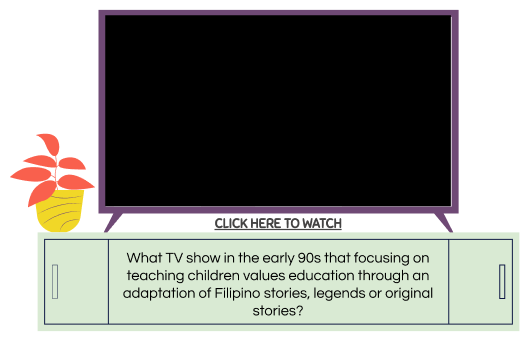 CLICK HERE TO WATCH
What TV show in the early 90s that focusing on
teaching children values education through an
adaptation of Filipino stories, legends or original
stories?